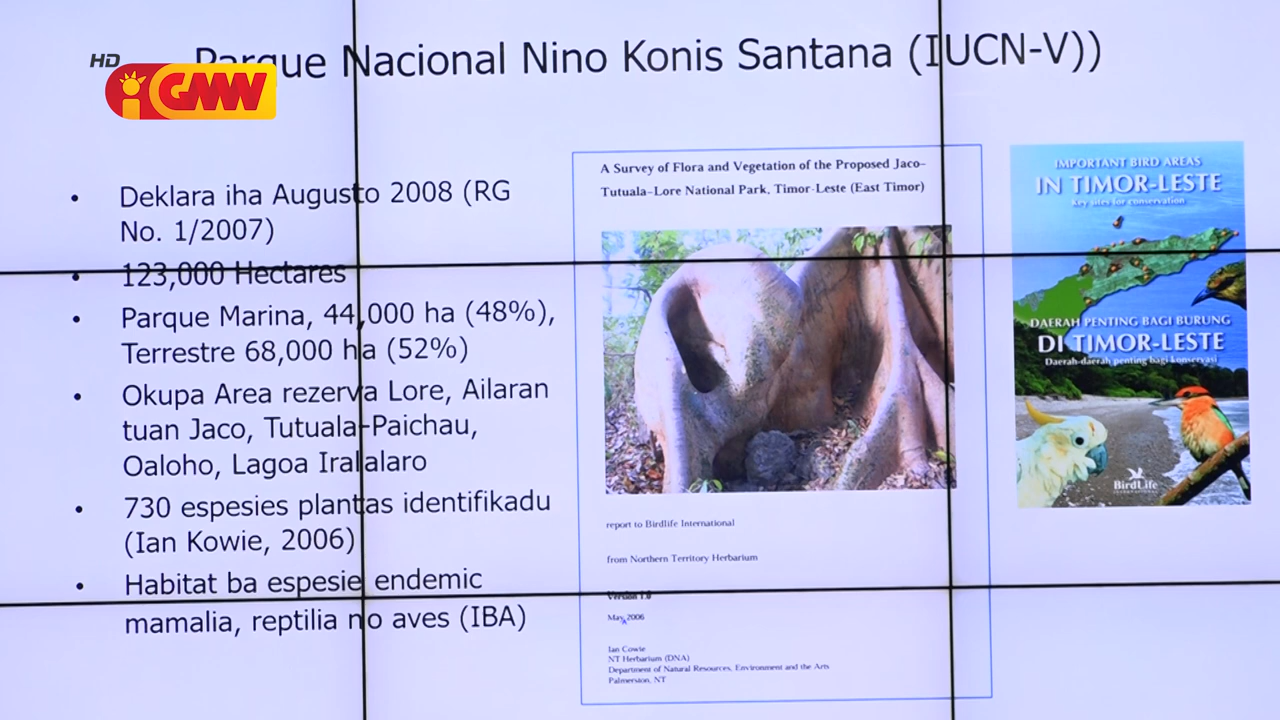 Parque Nacional Nino Konis Santana (IUCN-V))
HD
iGMW
• Deklara iha Augusto 2008 (RG
No. 1/2007)
• 123,000 Hectares
• Parque Marina, 44,000 ha (48%),
Terrestre 68,000 ha (52%)
• Okupa Area rezerva Lore, Ailaran
tuan Jaco, Tutuala-Paichau,
Oaloho, Lagoa Iralalaro
• 730 espesies plantas identifikadu
(Ian Kowie, 2006)
• Habitat ba espesie endemic
mamalia, reptilia no aves (IBA)
A Survey of Flora and Vegetation of the Proposed Jaco-
Tutuala-Lore National Park, Timor-Leste (East Timor)
report to Birdlife International
from Northern Territory Herbarium
Version 1.0
May 2006
Ian Cowie
NT Herbarium (DNA)
Department of Natural Resources, Environment and the Arts
Palmerston, NT
IMPORTANT BIRD AREAS
IN TIMOR-LESTE
Key sites for conservation
DAERAH PENTING BAGI BURUNG
DI TIMOR-LESTE
Daerah-daerah penting bagi konservasi
BirdLife
INTERNATIONAL